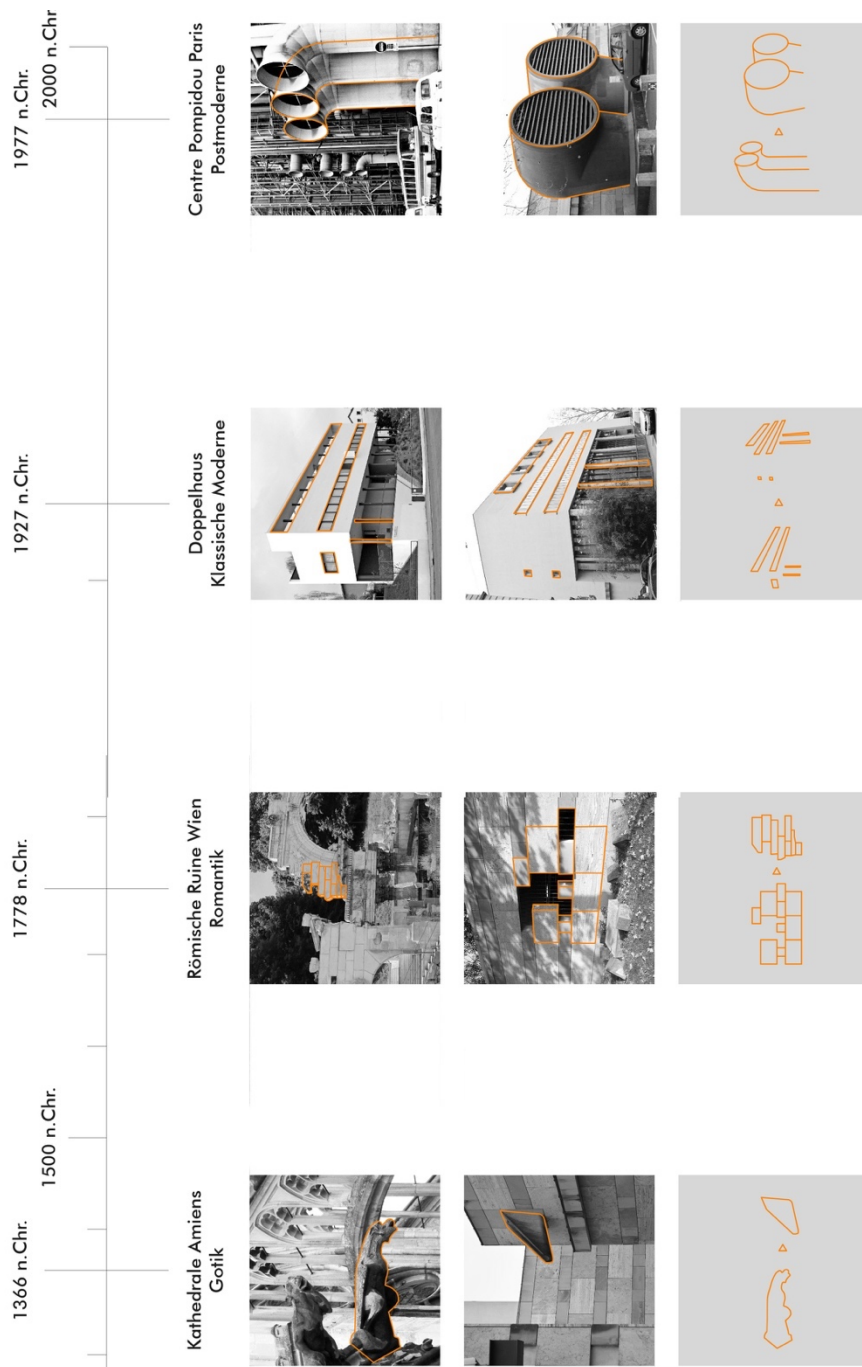 1366 n.Chr.
1500 n.Chr
1778 n.Chr.
1927 n.Chr.
1977 n.Chr.
2000 n.Chr
Kathedrale Amiens
Gotik
Römische Ruine Wien
Romantik
Doppelhaus
Klassische Moderne
Centre Pompidou Paris
Postmoderne